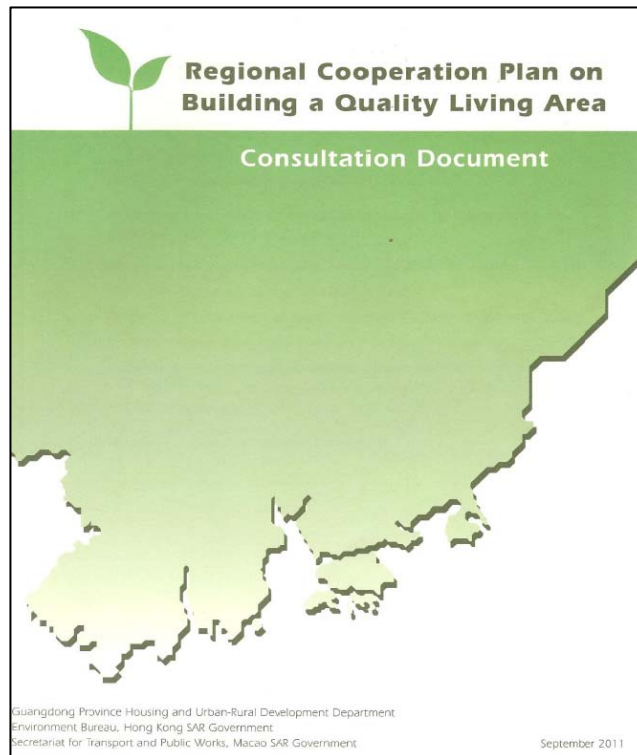 Regional Cooperation Plan on
Building a Quality Living Area
Consultation Document
Guangdong Province Housing and Urban-Rural Development Department
Environment Bureau, Hong Kong SAR Government
Secretariat for Transport and Public Works, Macao SAR Government
September 2011